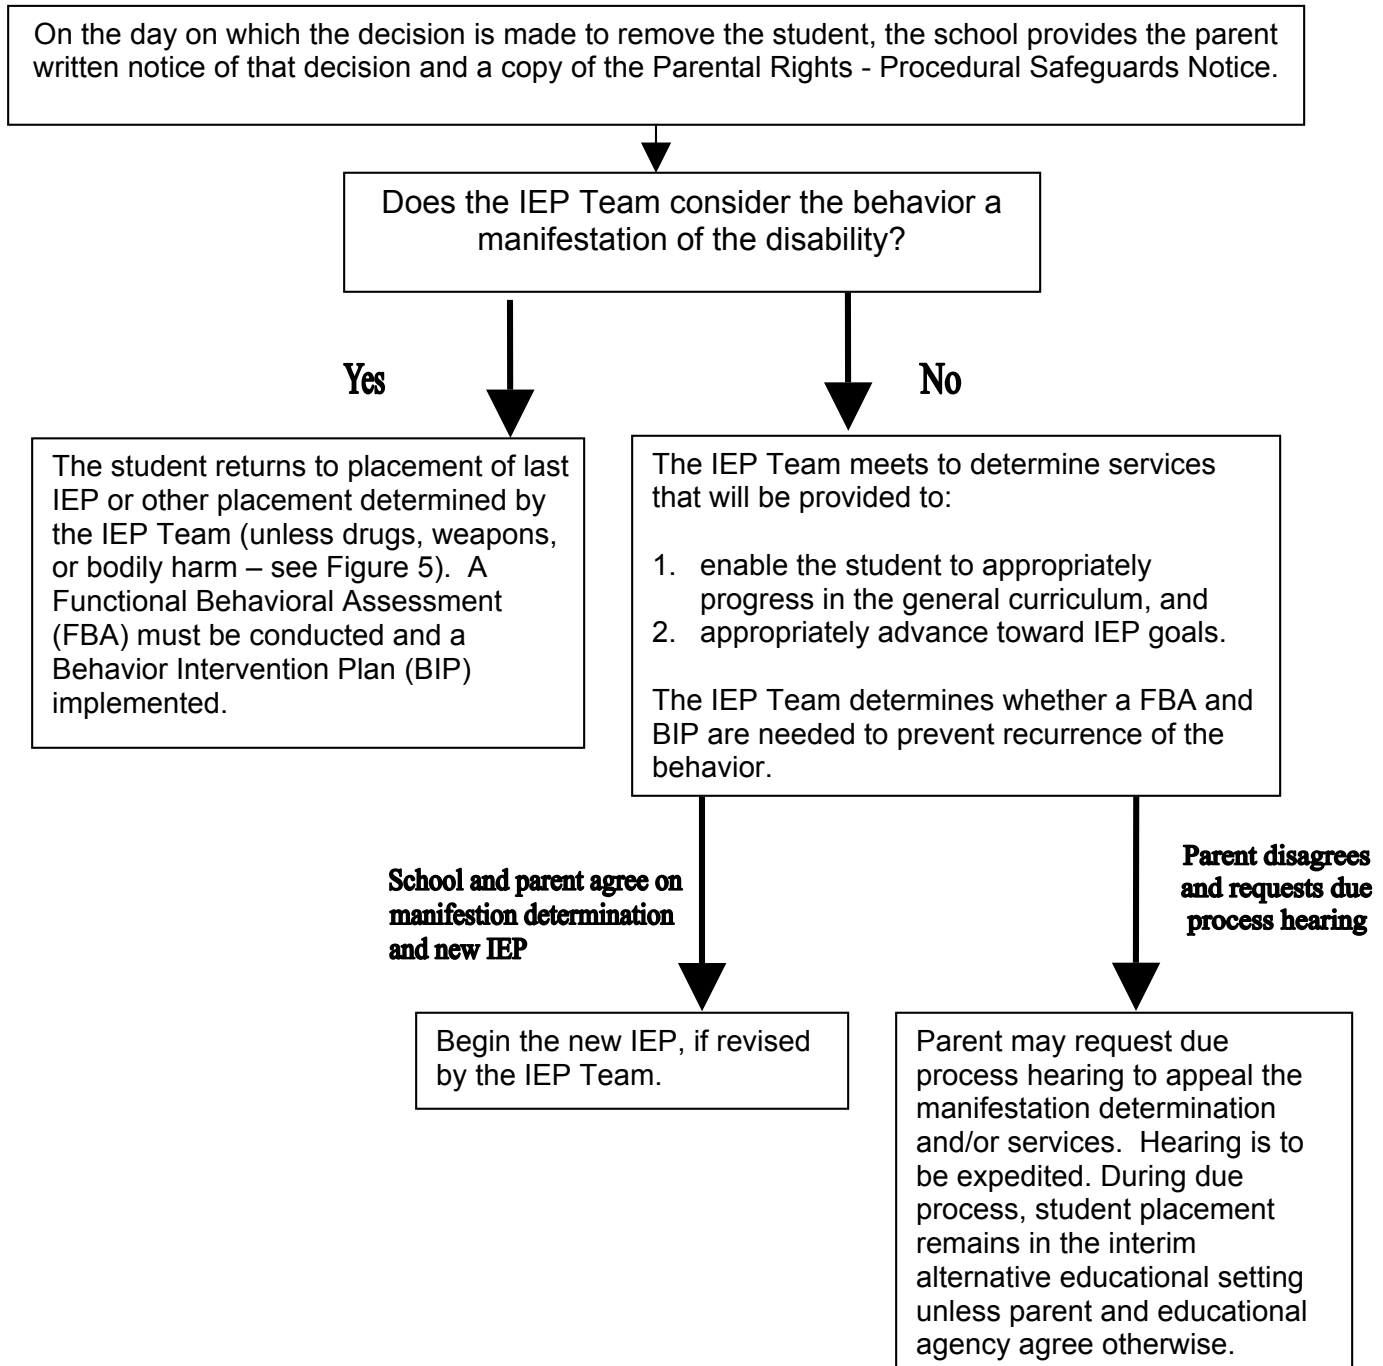 On the day on which the decision is made to remove the student, the school provides the parent
written notice of that decision and a copy of the Parental Rights - Procedural Safeguards Notice.
Does the IEP Team consider the behavior a
manifestation of the disability?
Yes
No
The student returns to placement of last
IEP or other placement determined by
the IEP Team (unless drugs, weapons,
or bodily harm – see Figure 5).  A
Functional Behavioral Assessment
(FBA) must be conducted and a
Behavior Intervention Plan (BIP)
implemented.
The IEP Team meets to determine services
that will be provided to:
1. enable the student to appropriately
progress in the general curriculum, and
2. appropriately advance toward IEP goals.
The IEP Team determines whether a FBA and
BIP are needed to prevent recurrence of the
behavior.
School and parent agree on
manifestion determination
and new IEP
Parent disagrees
and requests due
process hearing
Begin the new IEP, if revised
by the IEP Team.
Parent may request due
process hearing to appeal the
manifestation determination
and/or services.  Hearing is to
be expedited. During due
process, student placement
remains in the interim
alternative educational setting
unless parent and educational
agency agree otherwise.